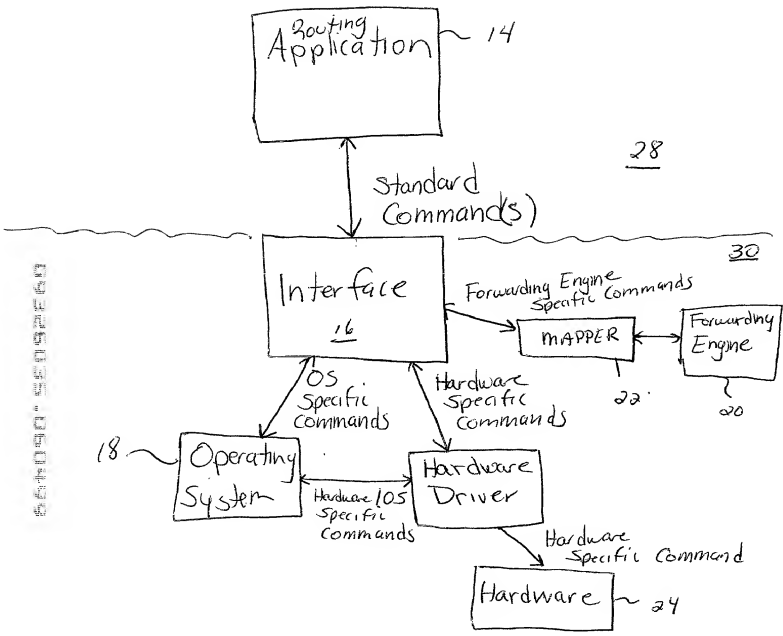 Routing
Application
14
28
Standard
Command(s)
30
Interface
16
Forwarding Engine
Specific Commands
MAPPER
22
Forwarding
Engine
20
OS
Specific
Commands
Hardware
Specific
Commands
18
Operating
System
Hardware/OS
Specific
Commands
Hardware
Driver
Hardware
Specific Command
Hardware
24